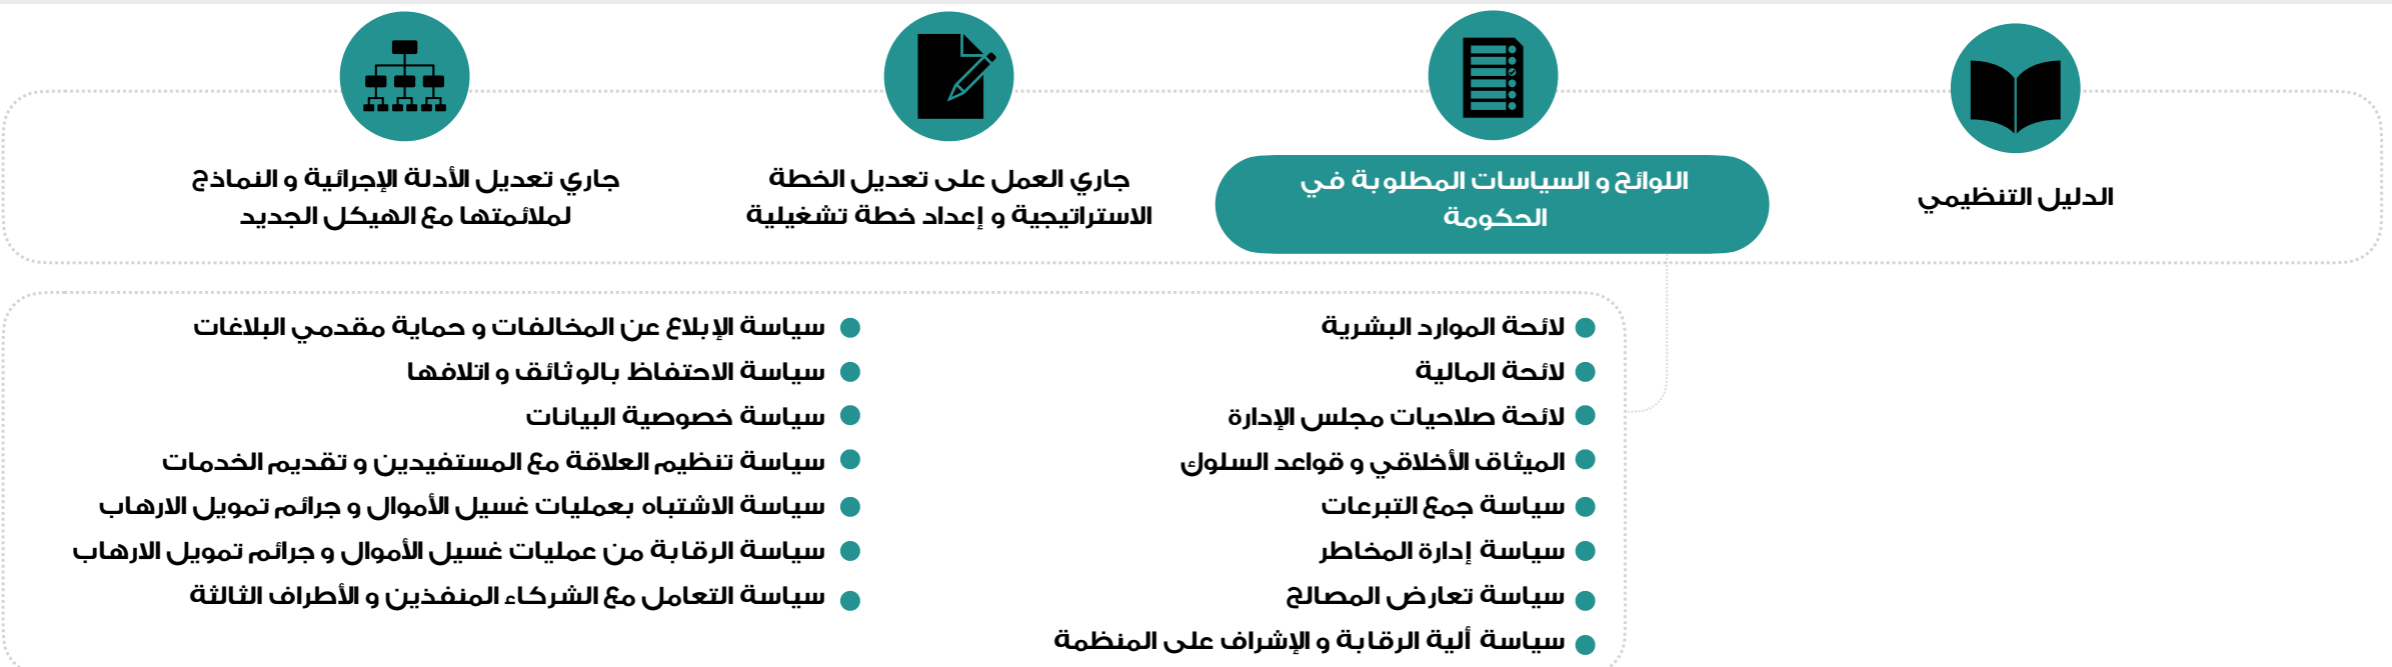 الدليل التنظيمي
اللوائح و السياسات المطلوبة في
الحكومة
جاري العمل على تعديل الخطة
الاستراتيجية و إعداد خطة تشغيلية
جاري تعديل الأدلة الإجرائية و النماذج
لملائمتها مع الهيكل الجديد
لائحة الموارد البشرية
لائحة المالية
لائحة صلاحيات مجلس الإدارة
الميثاق الأخلاقي و قواعد السلوك
سياسة جمع التبرعات
سياسة إدارة المخاطر
سياسة تعارض المصالح
سياسة ألية الرقابة و الإشراف على المنظمة
سياسة الإبلاغ عن المخالفات و حماية مقدمي البلاغات
سياسة الاحتفاظ بالوثائق و اتلافها
سياسة خصوصية البيانات
سياسة تنظيم العلاقة مع المستفيدين و تقديم الخدمات
سياسة الاشتباه بعمليات غسيل الأموال و جرائم تمويل الارهاب
سياسة الرقابة من عمليات غسيل الأموال و جرائم تمويل الارهاب
سياسة التعامل مع الشركاء المنفذين و الأطراف الثالثة